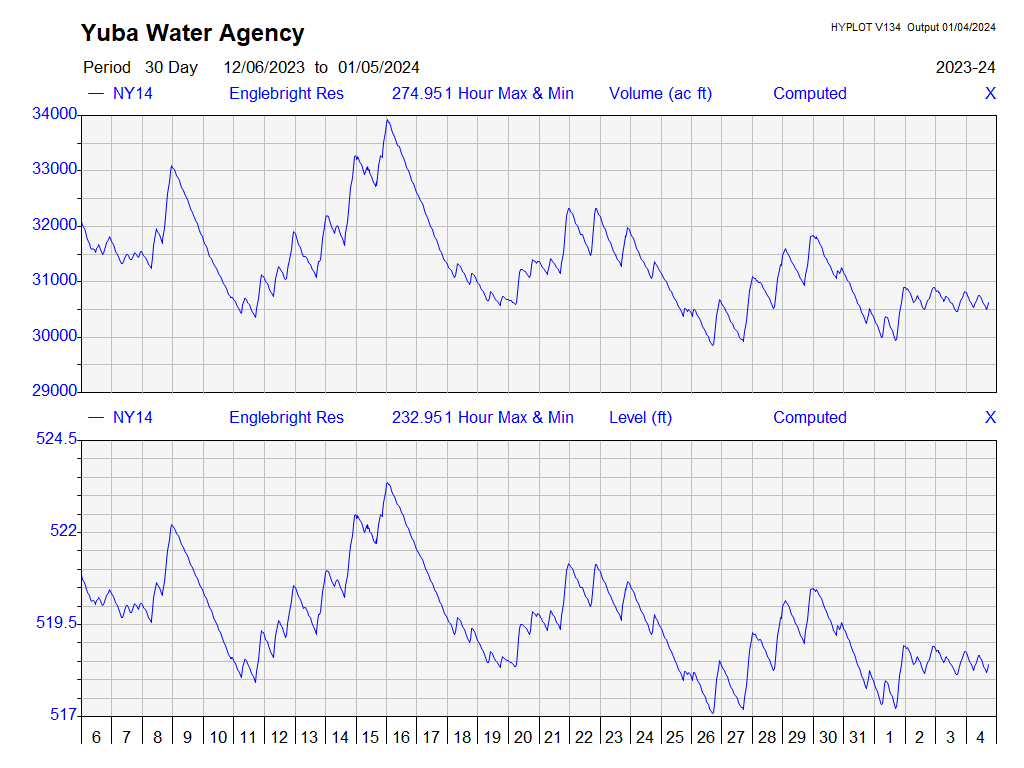 Yuba Water Agency
HYPLOT V134 Output 01/04/2024
Period 30 Day 12/06/2023 to 01/05/2024 2023-24
NY14 Englebright Res 274.951 Hour Max & Min Volume (ac ft) Computed X
34000
33000
32000
31000
30000
29000
NY14 Englebright Res 232.951 Hour Max & Min Level (ft) Computed X
524.5
522
519.5
517
6 7 8 9 10 11 12 13 14 15 16 17 18 19 20 21 22 23 24 25 26 27 28 29 30 31 1 2 3 4